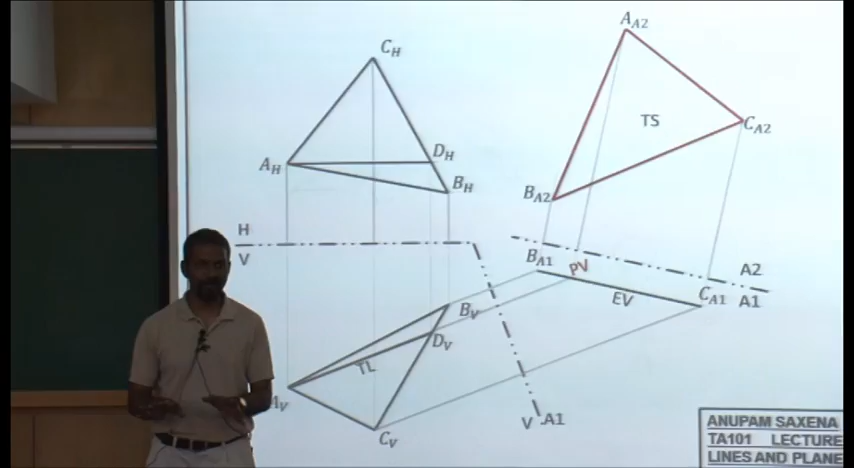 C_H
A_A2
TS
C_A2
D_H
A_H
B_H
B_A2
H
V
B_A1
PV
A2
EV
C_A1
A1
B_V
D_V
TL
A_V
V A1
C_V
ANUPAM SAXENA
TA101 LECTURE
LINES AND PLANE